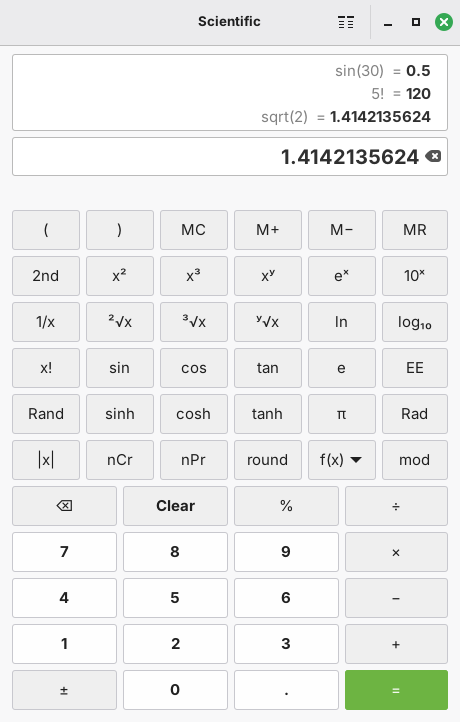 Scientific
sin(30) = 0.5
5! = 120
sqrt(2) = 1.4142135624
1.4142135624
( ) MC M+ M− MR
2nd x² x³ xʸ eˣ 10ˣ
1/x ²√x ³√x ʸ√x ln log₁₀
x! sin cos tan e EE
Rand sinh cosh tanh π Rad
|x| nCr nPr round f(x) mod
Clear % ÷
7 8 9 ×
4 5 6 −
1 2 3 +
± 0 . =